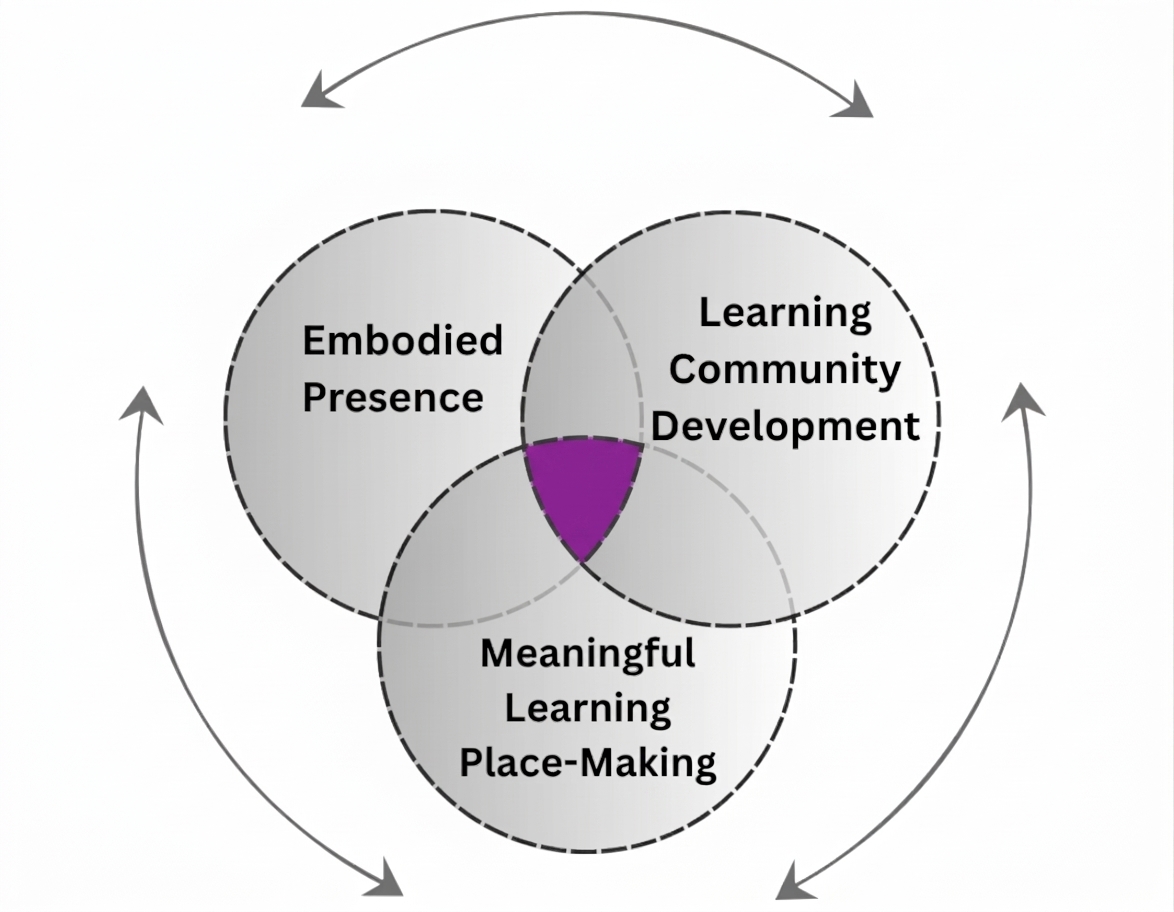 Embodied
Presence
Learning
Community
Development
Meaningful
Learning
Place-Making